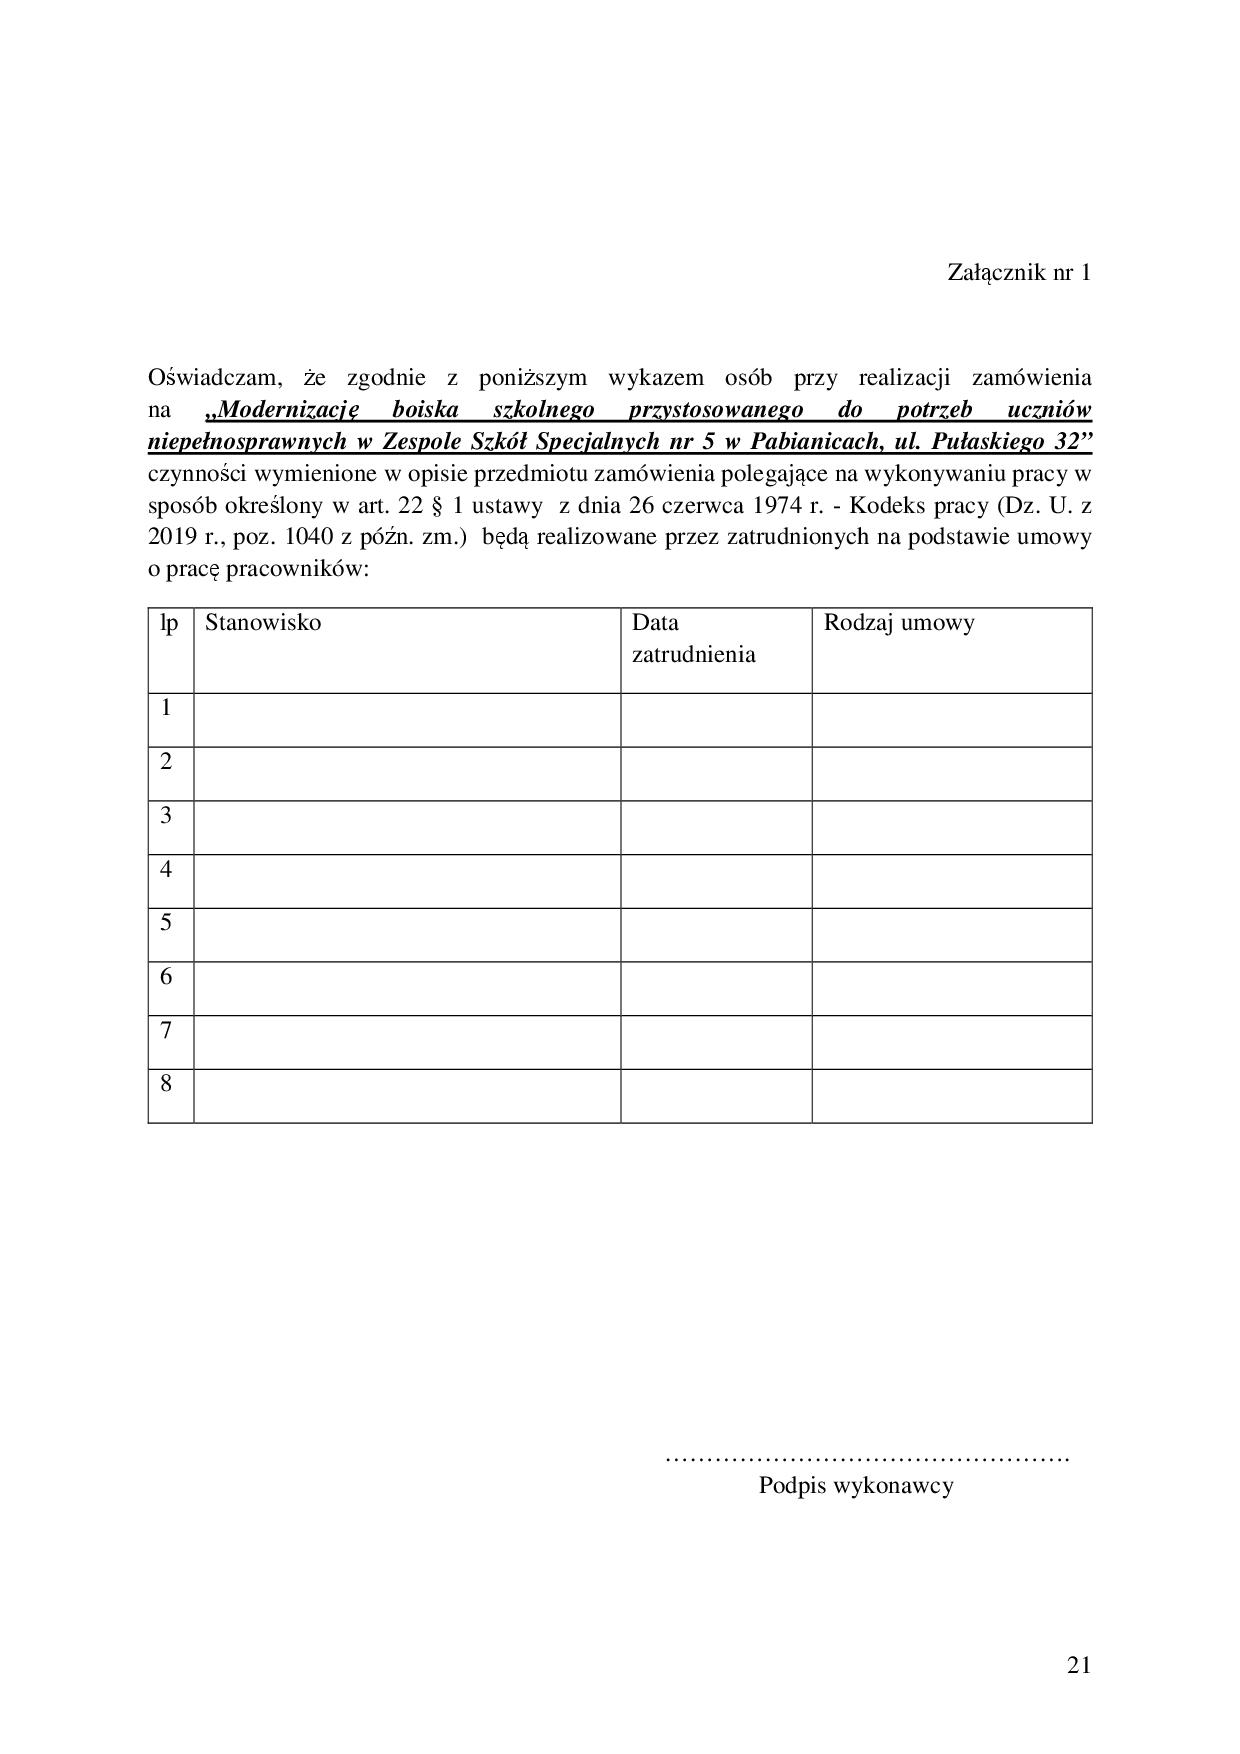 Załącznik nr 1
Oświadczam, że zgodnie z poniższym wykazem osób przy realizacji zamówienia
na „Modernizację boiska szkolnego przystosowanego do potrzeb uczniów
niepełnosprawnych w Zespole Szkół Specjalnych nr 5 w Pabianicach, ul. Pułaskiego 32”
czynności wymienione w opisie przedmiotu zamówienia polegające na wykonywaniu pracy w
sposób określony w art. 22 § 1 ustawy  z dnia 26 czerwca 1974 r. - Kodeks pracy (Dz. U. z
2019 r., poz. 1040 z późn. zm.)  będą realizowane przez zatrudnionych na podstawie umowy
o pracę pracowników:
lp Stanowisko Data zatrudnienia Rodzaj umowy
1
2
3
4
5
6
7
8
………………………………………….
Podpis wykonawcy
21